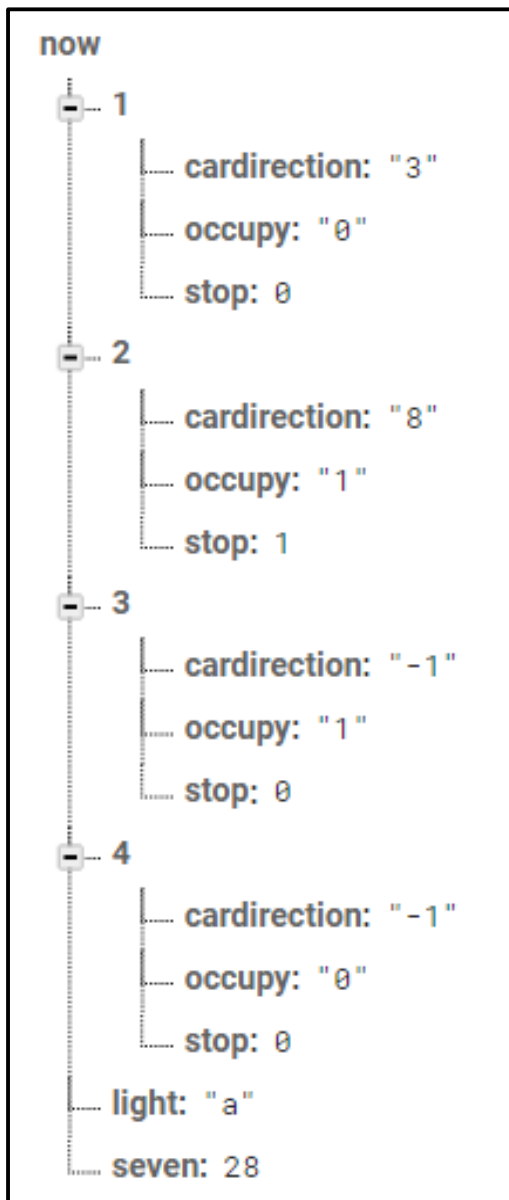 now
1
cardirection: "3"
occupy: "0"
stop: 0
2
cardirection: "8"
occupy: "1"
stop: 1
3
cardirection: "-1"
occupy: "1"
stop: 0
4
cardirection: "-1"
occupy: "0"
stop: 0
light: "a"
seven: 28